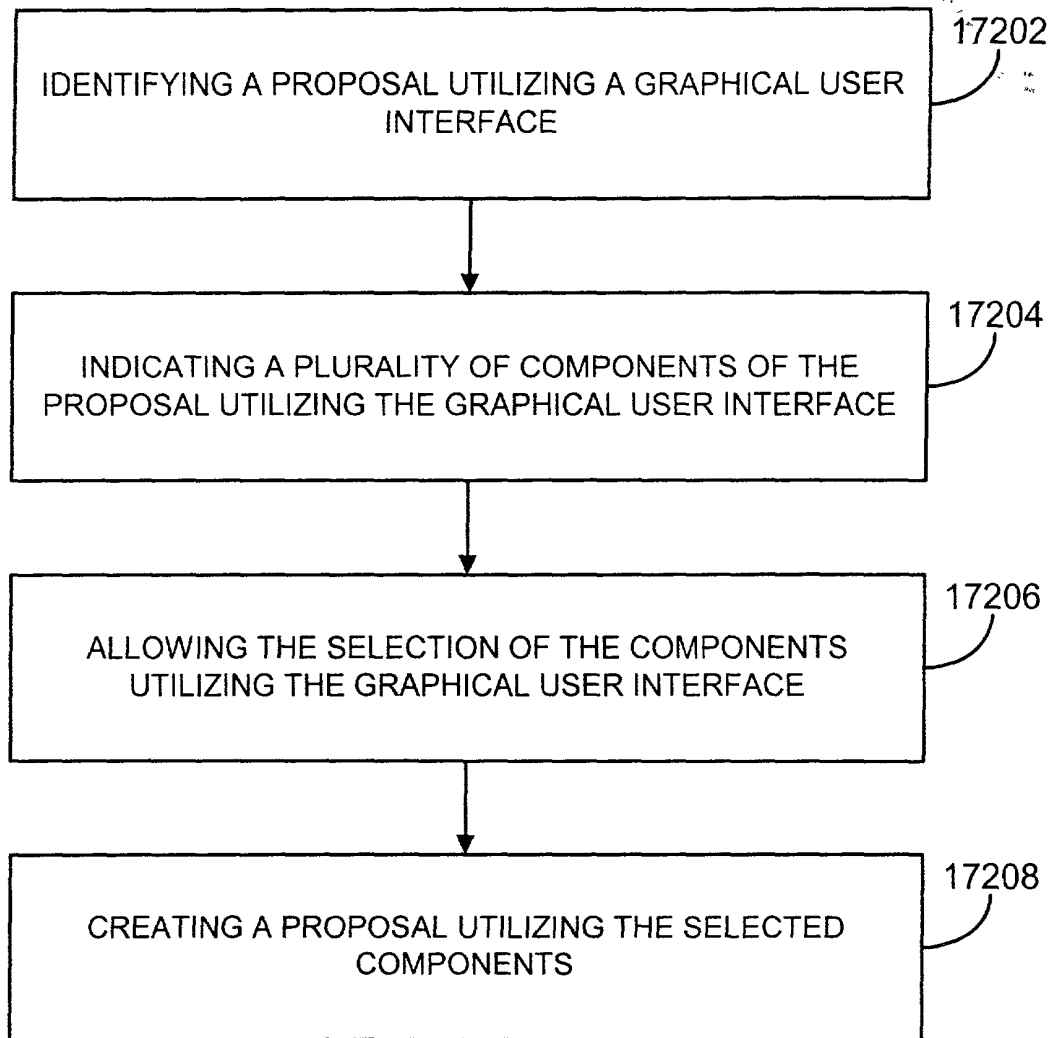 17202
IDENTIFYING A PROPOSAL UTILIZING A GRAPHICAL USER
INTERFACE
17204
INDICATING A PLURALITY OF COMPONENTS OF THE
PROPOSAL UTILIZING THE GRAPHICAL USER INTERFACE
17206
ALLOWING THE SELECTION OF THE COMPONENTS
UTILIZING THE GRAPHICAL USER INTERFACE
17208
CREATING A PROPOSAL UTILIZING THE SELECTED
COMPONENTS